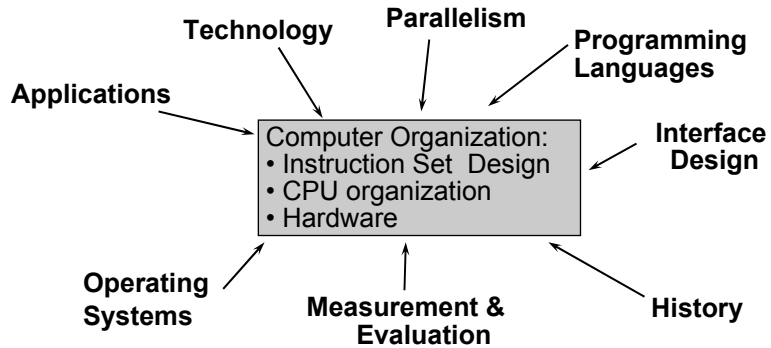 Parallelism
Technology
Programming
Languages
Applications
Computer Organization:
• Instruction Set Design
• CPU organization
• Hardware
Interface
Design
Operating
Systems
Measurement &
Evaluation
History